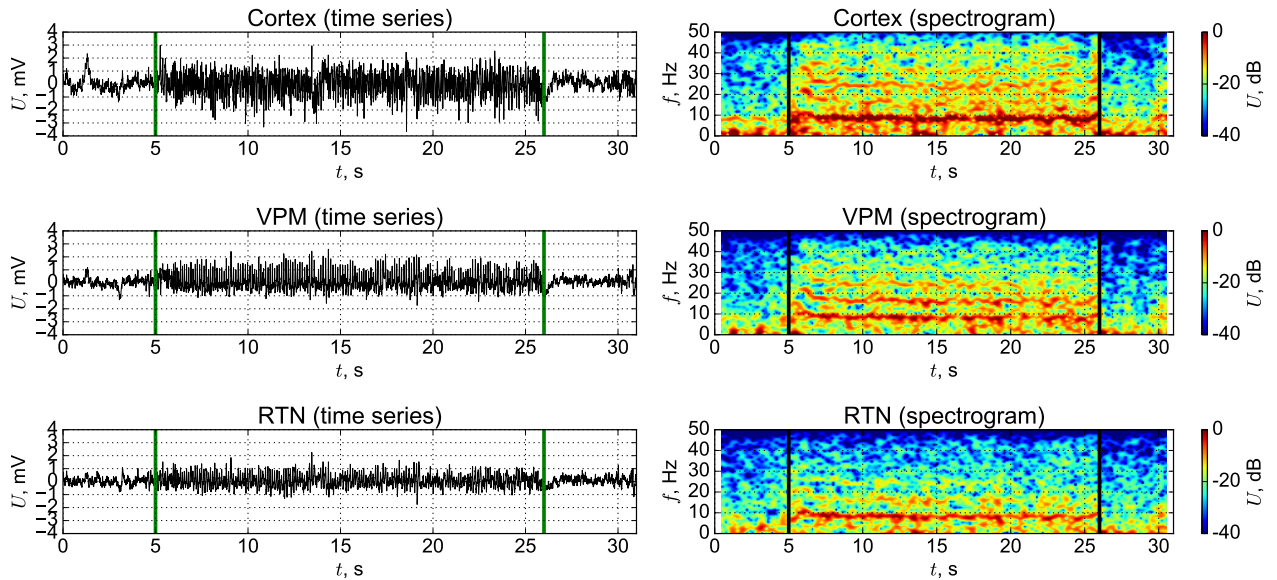 Cortex (time series)
U, mV
4
3
2
1
0
−1
−2
−3
−4
0 5 10 15 20 25 30
t, s
Cortex (spectrogram)
f, Hz
50
40
30
20
10
0
0 5 10 15 20 25 30
t, s
0
-20
-40
U, dB
VPM (time series)
U, mV
4
3
2
1
0
−1
−2
−3
−4
0 5 10 15 20 25 30
t, s
VPM (spectrogram)
f, Hz
50
40
30
20
10
0
0 5 10 15 20 25 30
t, s
0
-20
-40
U, dB
RTN (time series)
U, mV
4
3
2
1
0
−1
−2
−3
−4
0 5 10 15 20 25 30
t, s
RTN (spectrogram)
f, Hz
50
40
30
20
10
0
0 5 10 15 20 25 30
t, s
0
-20
-40
U, dB